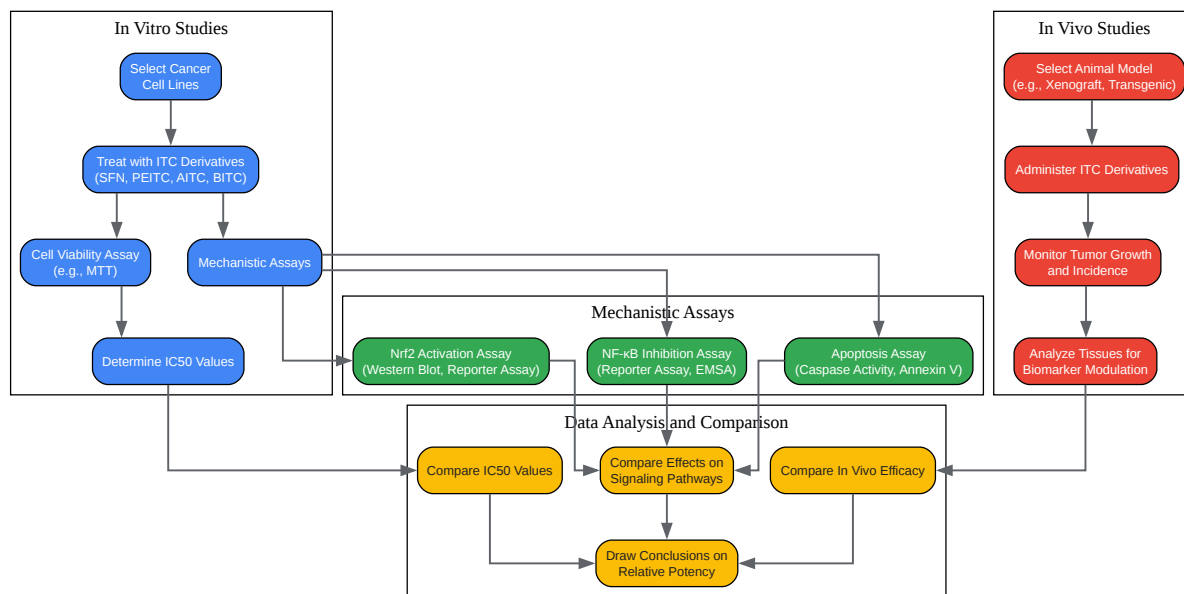 In Vitro Studies
Select Cancer
Cell Lines
Treat with ITC Derivatives
(SFN, PEITC, AITC, BITC)
Cell Viability Assay
(e.g., MTT)
Mechanistic Assays
Determine IC50 Values
Mechanistic Assays
Nrf2 Activation Assay
(Western Blot, Reporter Assay)
NF-κB Inhibition Assay
(Reporter Assay, EMSA)
Apoptosis Assay
(Caspase Activity, Annexin V)
In Vivo Studies
Select Animal Model
(e.g., Xenograft, Transgenic)
Administer ITC Derivatives
Monitor Tumor Growth
and Incidence
Analyze Tissues for
Biomarker Modulation
Data Analysis and Comparison
Compare IC50 Values
Compare Effects on
Signaling Pathways
Compare In Vivo Efficacy
Draw Conclusions on
Relative Potency